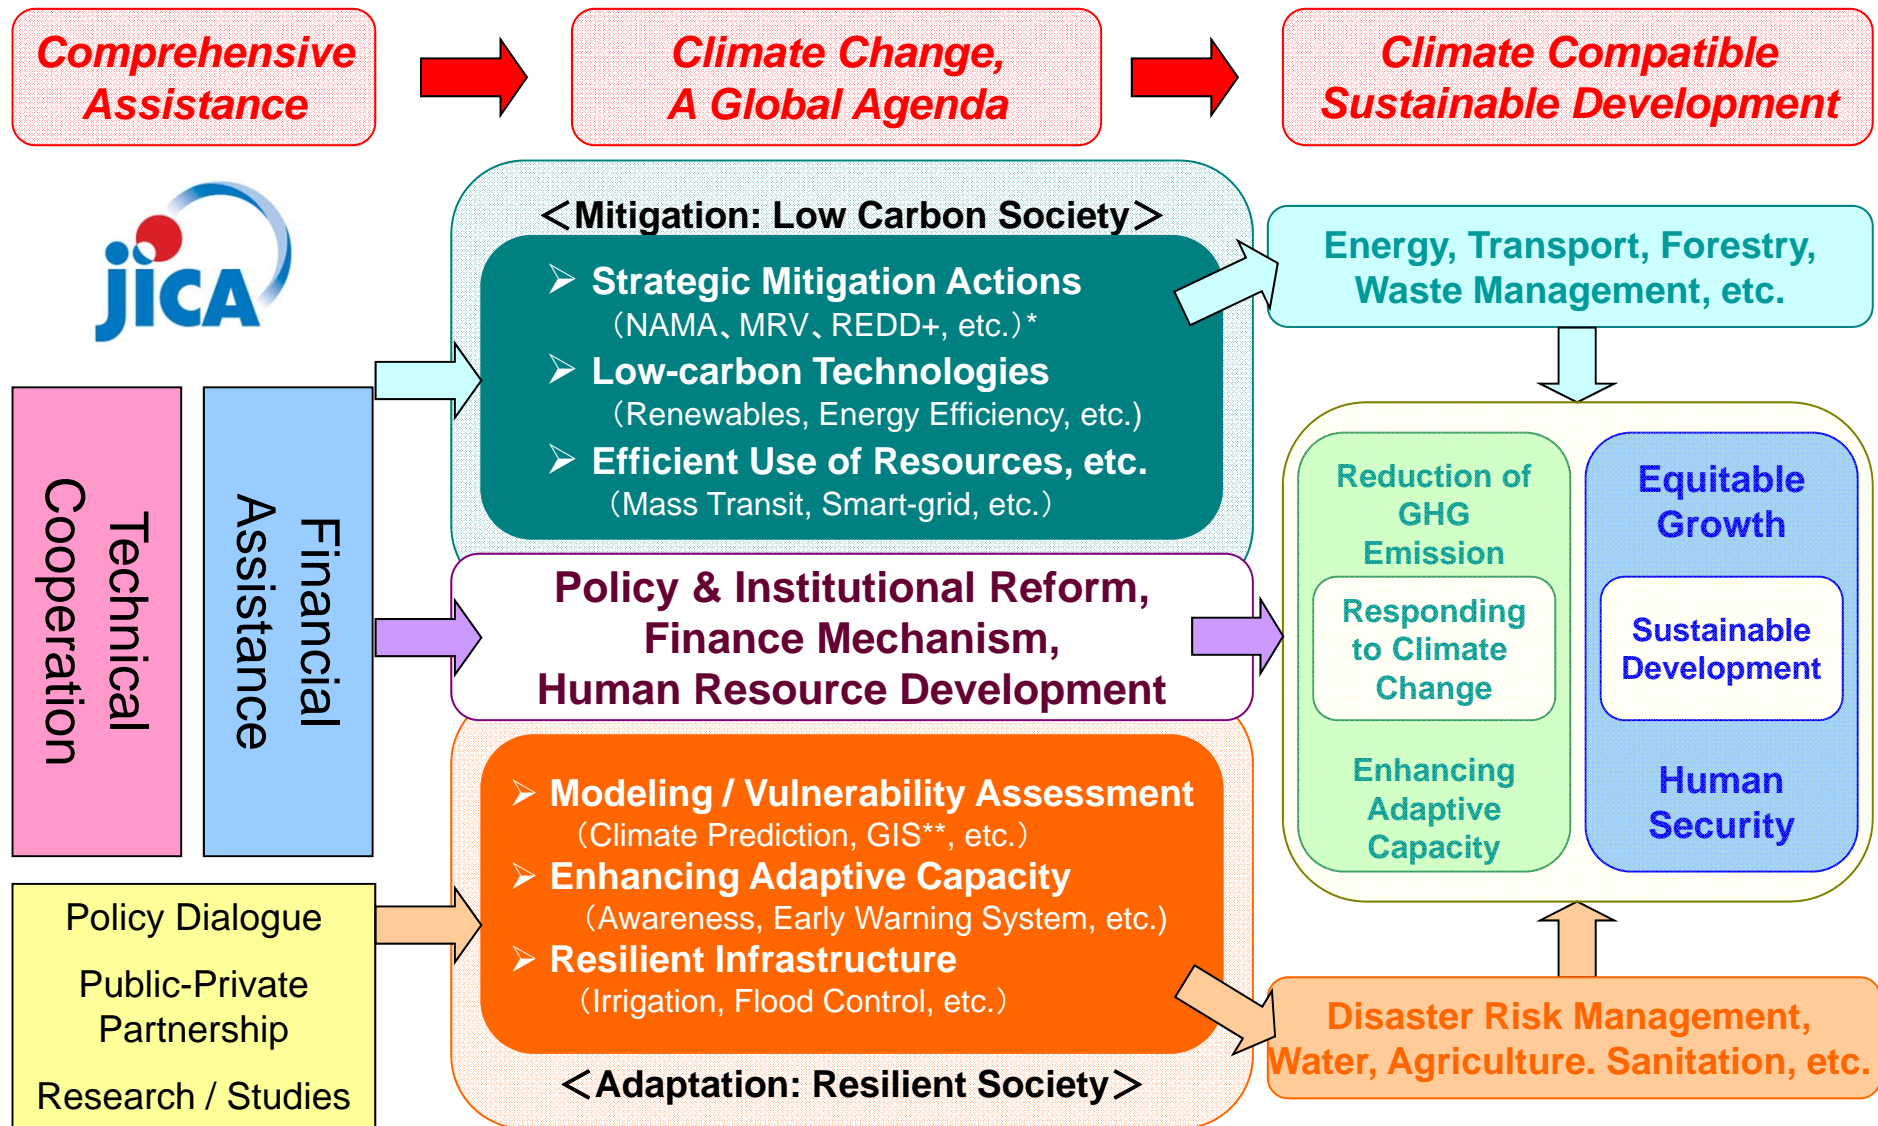 Comprehensive
Assistance
Climate Change,
A Global Agenda
Climate Compatible
Sustainable Development
jICA
Technical
Cooperation
Financial
Assistance
Policy Dialogue
Public-Private
Partnership
Research / Studies
＜Mitigation: Low Carbon Society＞
➢ Strategic Mitigation Actions
（NAMA、MRV、REDD+, etc.）*
➢ Low-carbon Technologies
（Renewables, Energy Efficiency, etc.)
➢ Efficient Use of Resources, etc.
（Mass Transit, Smart-grid, etc.）
Policy & Institutional Reform,
Finance Mechanism,
Human Resource Development
➢ Modeling / Vulnerability Assessment
（Climate Prediction, GIS**, etc.）
➢ Enhancing Adaptive Capacity
（Awareness, Early Warning System, etc.)
➢ Resilient Infrastructure
（Irrigation, Flood Control, etc.）
＜Adaptation: Resilient Society＞
Energy, Transport, Forestry,
Waste Management, etc.
Reduction of
GHG
Emission
Responding
to Climate
Change
Enhancing
Adaptive
Capacity
Equitable
Growth
Sustainable
Development
Human
Security
Disaster Risk Management,
Water, Agriculture. Sanitation, etc.